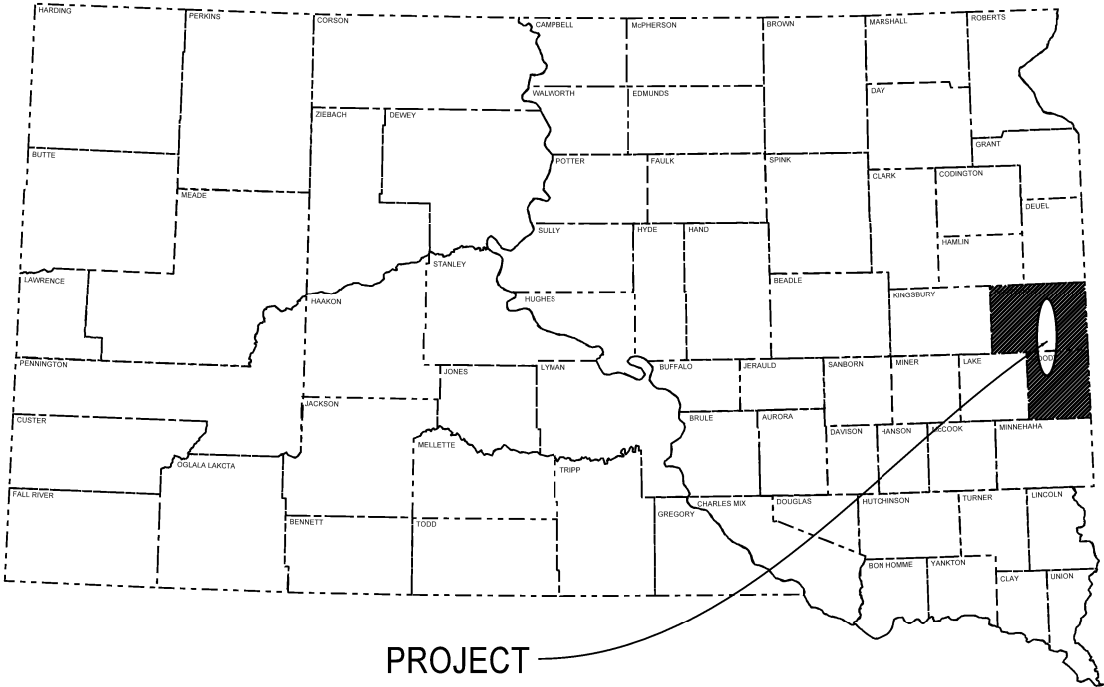 HARDING
PERKINS
CORSON
CAMPBELL
McPHERSON
BROWN
MARSHALL
ROBERTS
WALWORTH
EDMUNDS
DAY
ZIEBACH
DEWEY
GRANT
BUTTE
POTTER
FAULK
SPINK
CLARK
CODINGTON
MEADE
DEUEL
SULLY
HYDE
HAND
HAMLIN
STANLEY
LAWRENCE
BEADLE
HAAKON
HUGHES
KINGSBURY
PENNINGTON
JONES
LYMAN
BUFFALO
JERAULD
SANBORN
MINER
LAKE
JACKSON
CUSTER
BRULE
AURORA
DAVISON
HANSON
MCCOOK
MINNEHAHA
MELLETTE
OGLALA LAKCTA
TRIPP
FALL RIVER
CHARLES MIX
DOUGLAS
HUTCHINSON
TURNER
LINCOLN
GREGORY
BENNETT
TODD
BON HOMME
YANKTON
CLAY
UNION
PROJECT